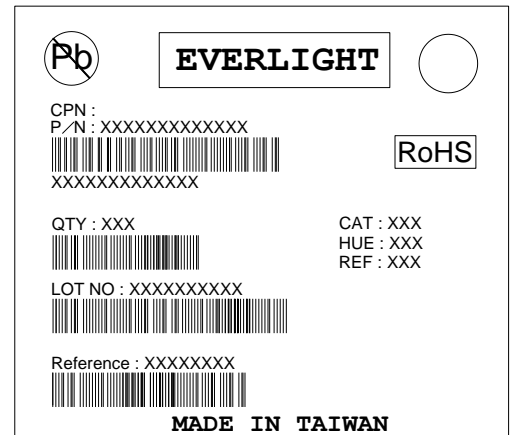 Pb
EVERLIGHT
CPN :
P/N : XXXXXXXXXXXXX
RoHS
XXXXXXXXXXXXX
QTY : XXX
CAT : XXX
HUE : XXX
REF : XXX
LOT NO : XXXXXXXXXX
Reference : XXXXXXXX
MADE IN TAIWAN